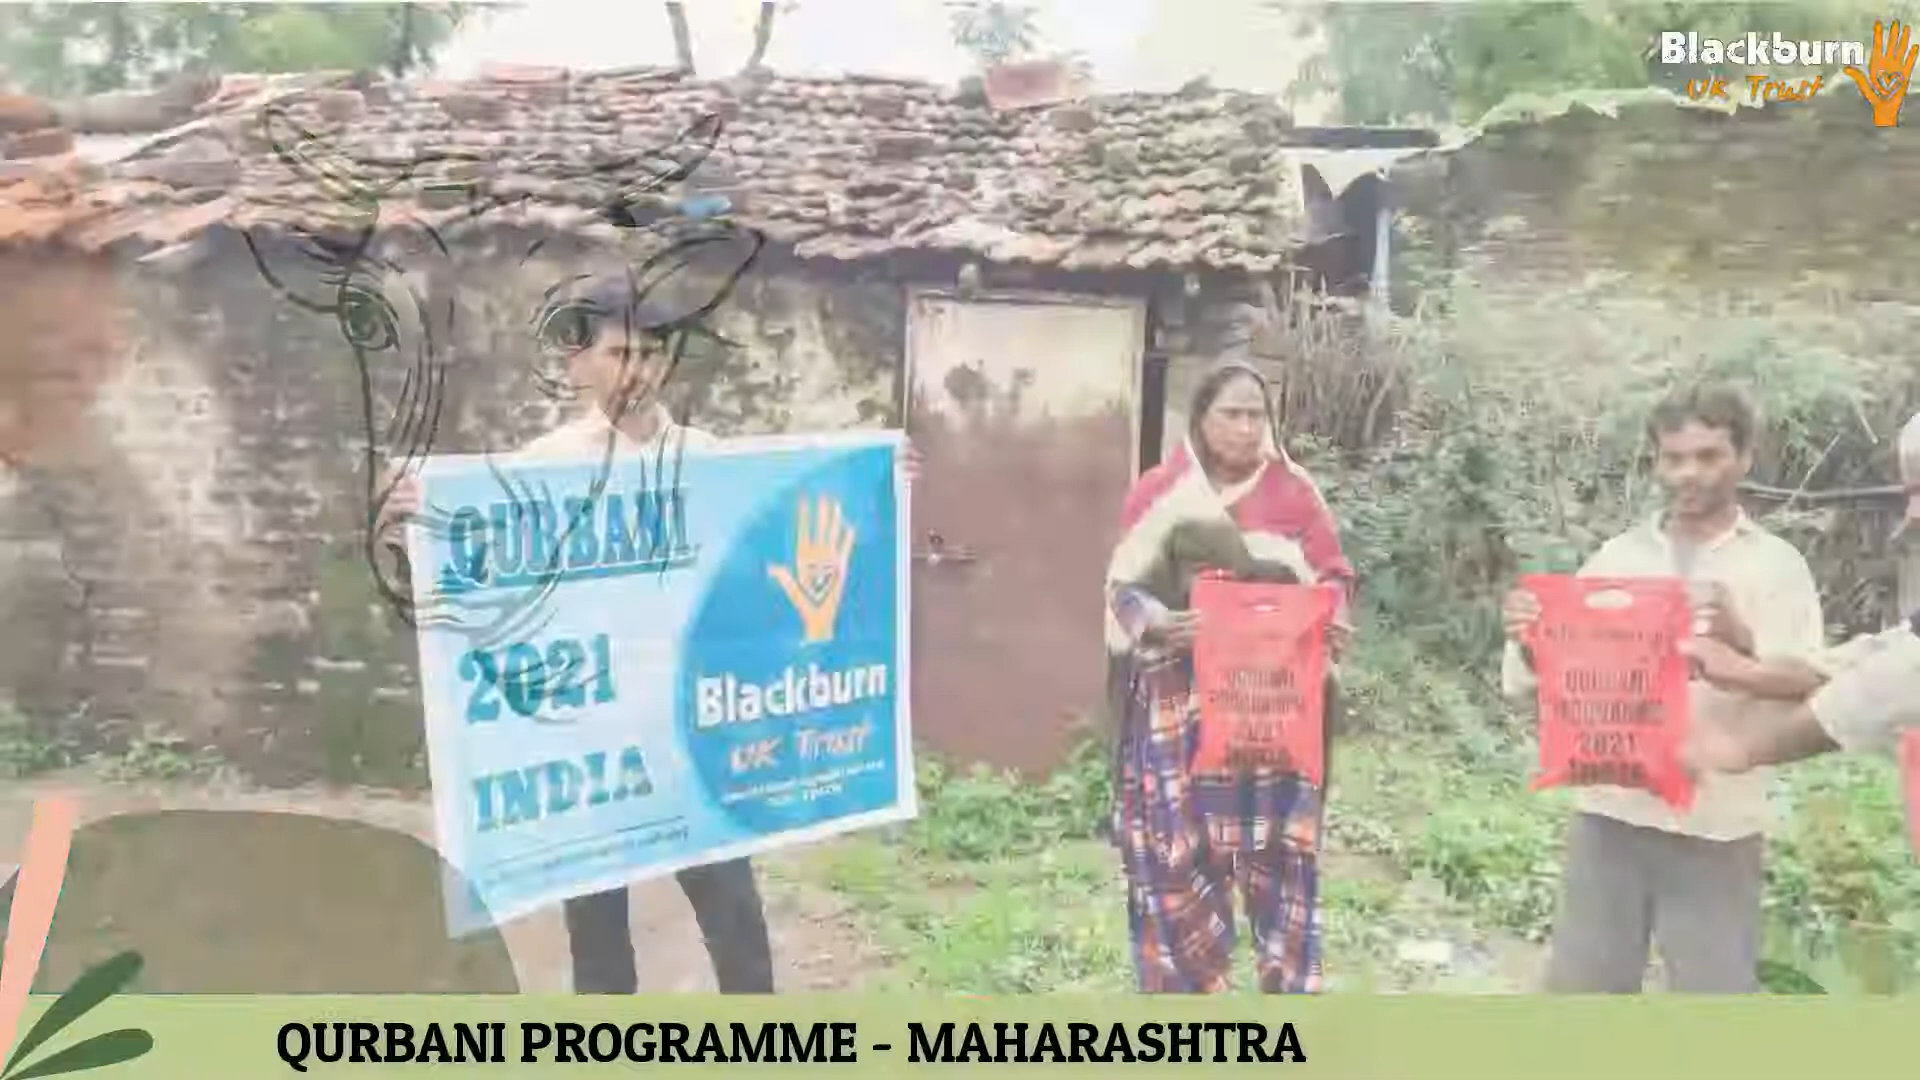 Blackburn
UK Trust
QURBANI
2021
INDIA
Blackburn
UK Trust
QURBANI
PROGRAMME
2021
INDIA
QURBANI
PROGRAMME
2021
INDIA
QURBANI PROGRAMME - MAHARASHTRA